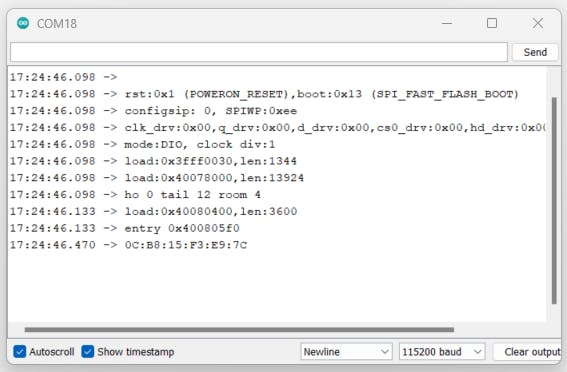 COM18
Send
17:24:46.098 ->
17:24:46.098 -> rst:0x1 (POWERON_RESET),boot:0x13 (SPI_FAST_FLASH_BOOT)
17:24:46.098 -> configsip: 0, SPIWP:0xee
17:24:46.098 -> clk_drv:0x00,q_drv:0x00,d_drv:0x00,cs0_drv:0x00,hd_drv:0x00
17:24:46.098 -> mode:DIO, clock div:1
17:24:46.098 -> load:0x3fff0030,len:1344
17:24:46.098 -> load:0x40078000,len:13924
17:24:46.098 -> ho 0 tail 12 room 4
17:24:46.133 -> load:0x40080400,len:3600
17:24:46.133 -> entry 0x400805f0
17:24:46.470 -> 0C:B8:15:F3:E9:7C
Autoscroll Show timestamp Newline 115200 baud Clear output